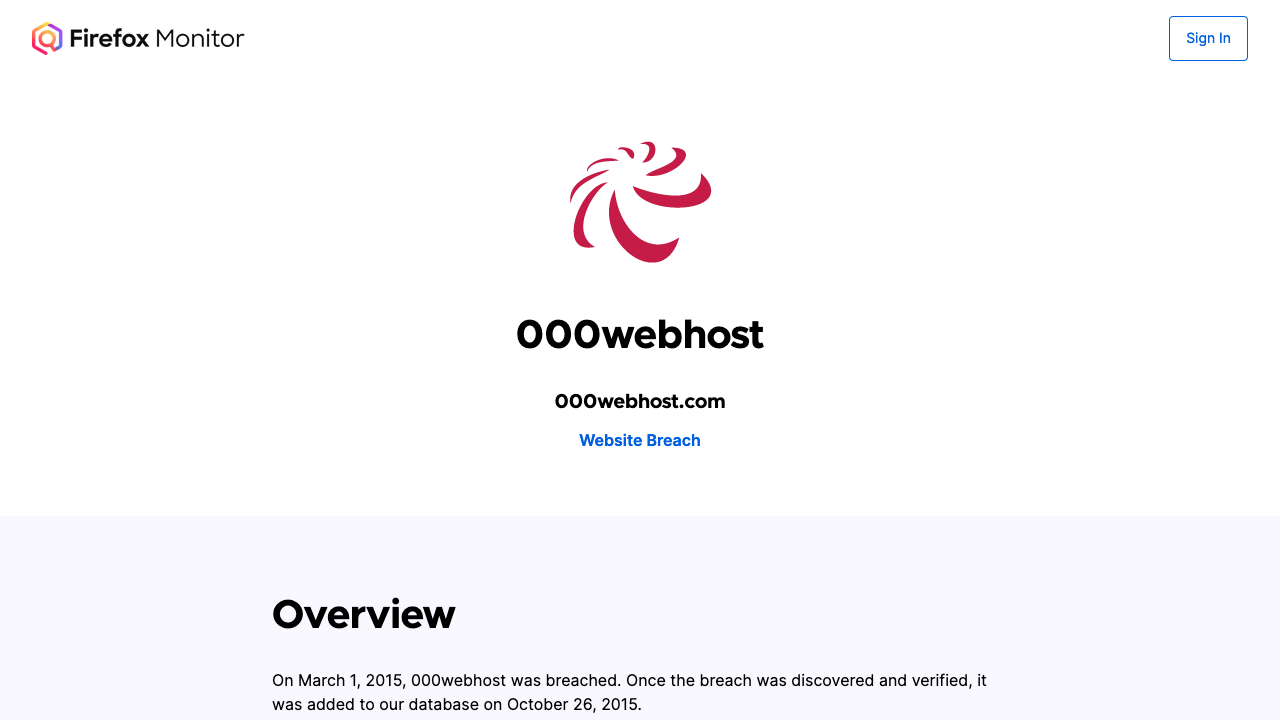 Firefox Monitor
Sign In
000webhost
000webhost.com
Website Breach
Overview
On March 1, 2015, 000webhost was breached. Once the breach was discovered and verified, it
was added to our database on October 26, 2015.